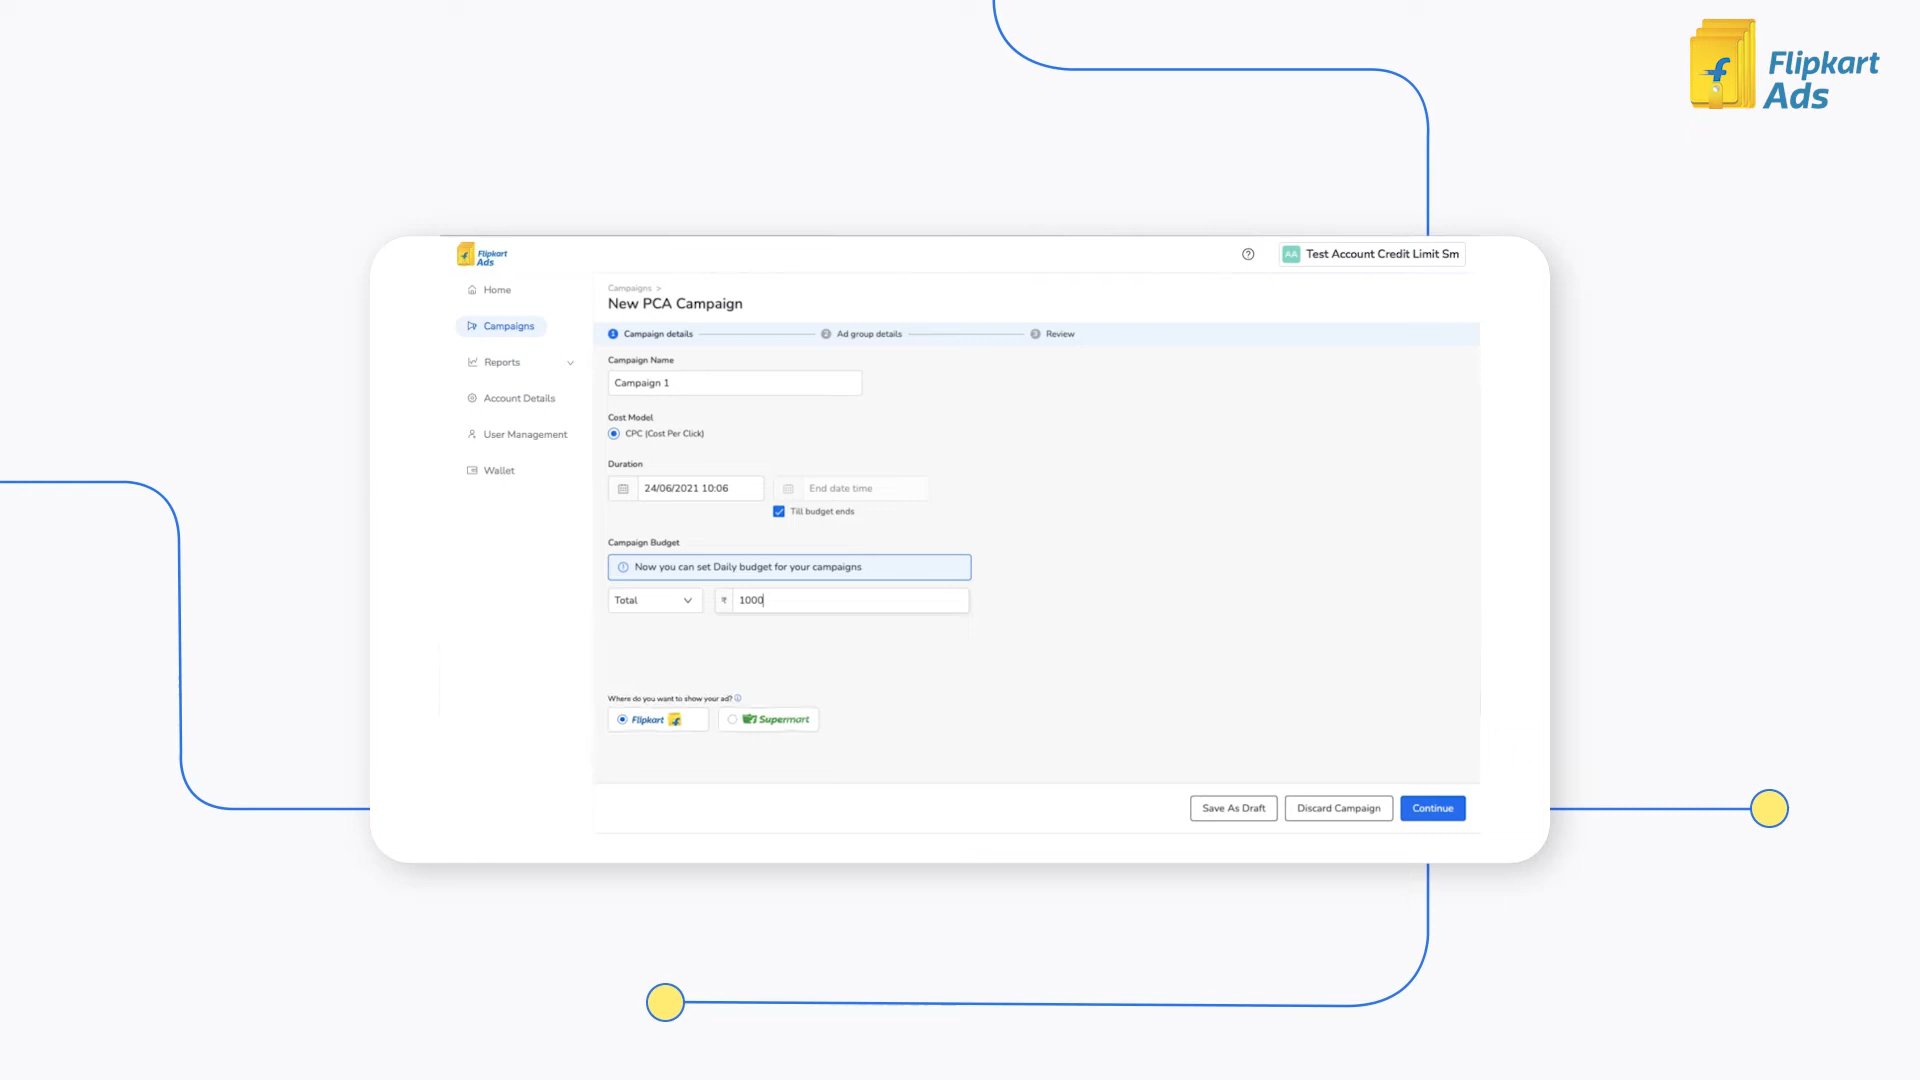 Flipkart
Ads
Flipkart
Ads
AA Test Account Credit Limit Sm
Home
Campaigns
Reports
Account Details
User Management
Wallet
Campaigns >
New PCA Campaign
1 Campaign details
2 Ad group details
3 Review
Campaign Name
Campaign 1
Cost Model
CPC (Cost Per Click)
Duration
24/06/2021 10:06
End date time
Till budget ends
Campaign Budget
Now you can set Daily budget for your campaigns
Total
₹ 1000
Where do you want to show your ad?
Flipkart
Supermart
Save As Draft
Discard Campaign
Continue